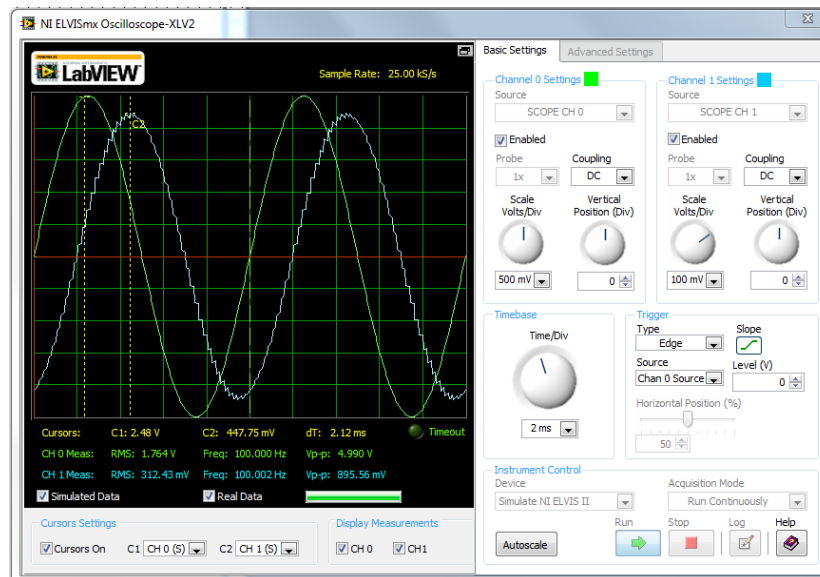 NI ELVISmx Oscilloscope-XLV2
LabVIEW
Sample Rate: 25.00 kS/s
C2
Cursors: C1: 2.48 V C2: 447.75 mV dT: 2.12 ms Timeout
CH 0 Meas: RMS: 1.764 V Freq: 100.000 Hz Vp-p: 4.990 V
CH 1 Meas: RMS: 312.43 mV Freq: 100.002 Hz Vp-p: 895.56 mV
Simulated Data Real Data
Cursors Settings
Cursors On C1 CH 0 (S) C2 CH 1 (S)
Display Measurements
CH 0 CH1
Basic Settings Advanced Settings
Channel 0 Settings
Source
SCOPE CH 0
Enabled
Probe Coupling
1x DC
Scale Vertical
Volts/Div Position (Div)
500 mV 0
Channel 1 Settings
Source
SCOPE CH 1
Enabled
Probe Coupling
1x DC
Scale Vertical
Volts/Div Position (Div)
100 mV 0
Timebase
Time/Div
2 ms
Trigger
Type Slope
Edge
Source Level (V)
Chan 0 Source 0
Horizontal Position (%)
50
Instrument Control
Device Acquisition Mode
Simulate NI ELVIS II Run Continuously
Run Stop Log Help
Autoscale